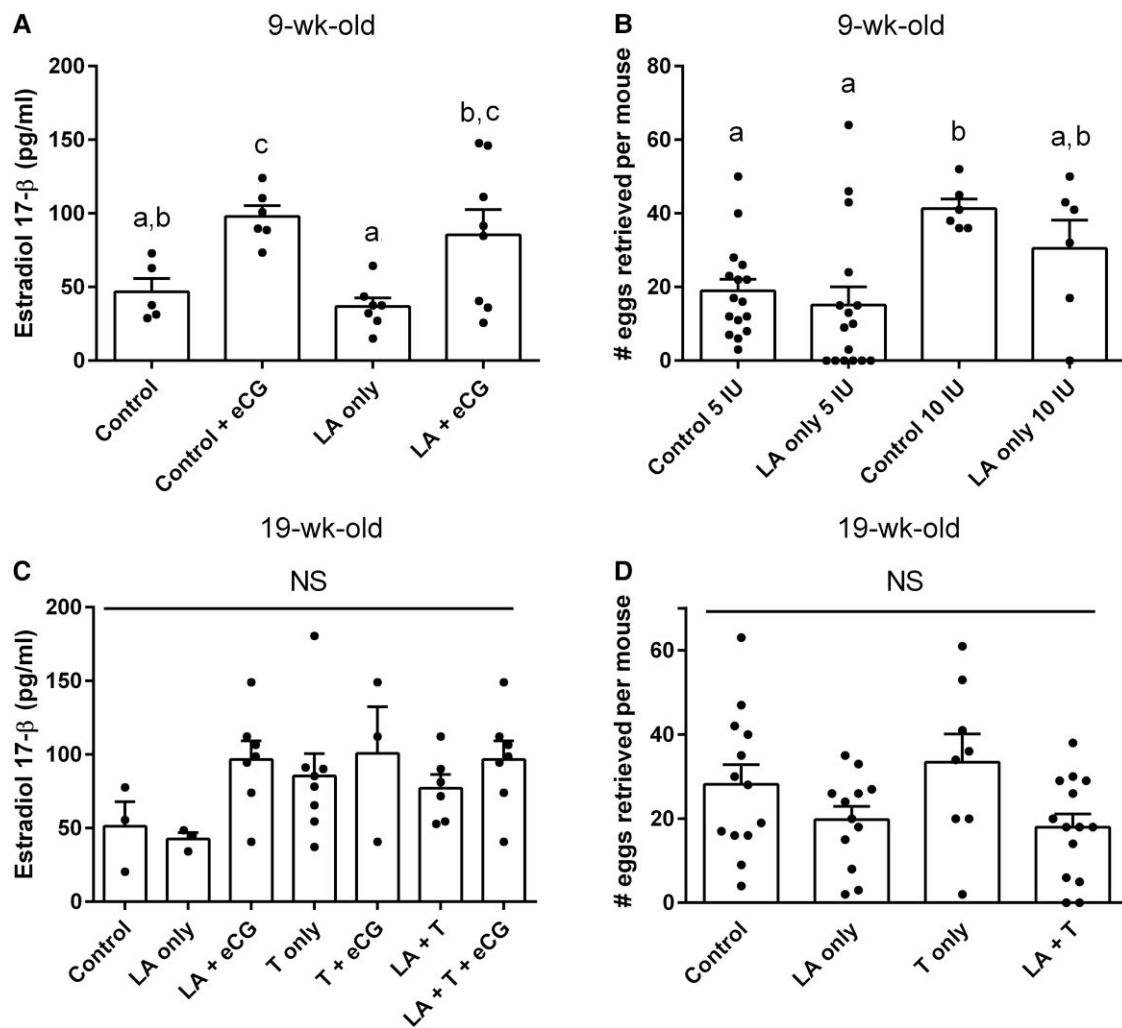 A
9-wk-old
Estradiol 17-β (pg/ml)
200
150
100
50
0
a,b
c
a
b,c
Control
Control + eCG
LA only
LA + eCG
B
9-wk-old
# eggs retrieved per mouse
80
60
40
20
0
a
a
b
a,b
Control 5 IU
LA only 5 IU
Control 10 IU
LA only 10 IU
C
19-wk-old
NS
Estradiol 17-β (pg/ml)
200
150
100
50
0
Control
LA only
LA + eCG
T only
T + eCG
LA + T
LA + T + eCG
D
19-wk-old
NS
# eggs retrieved per mouse
60
40
20
0
Control
LA only
T only
LA + T